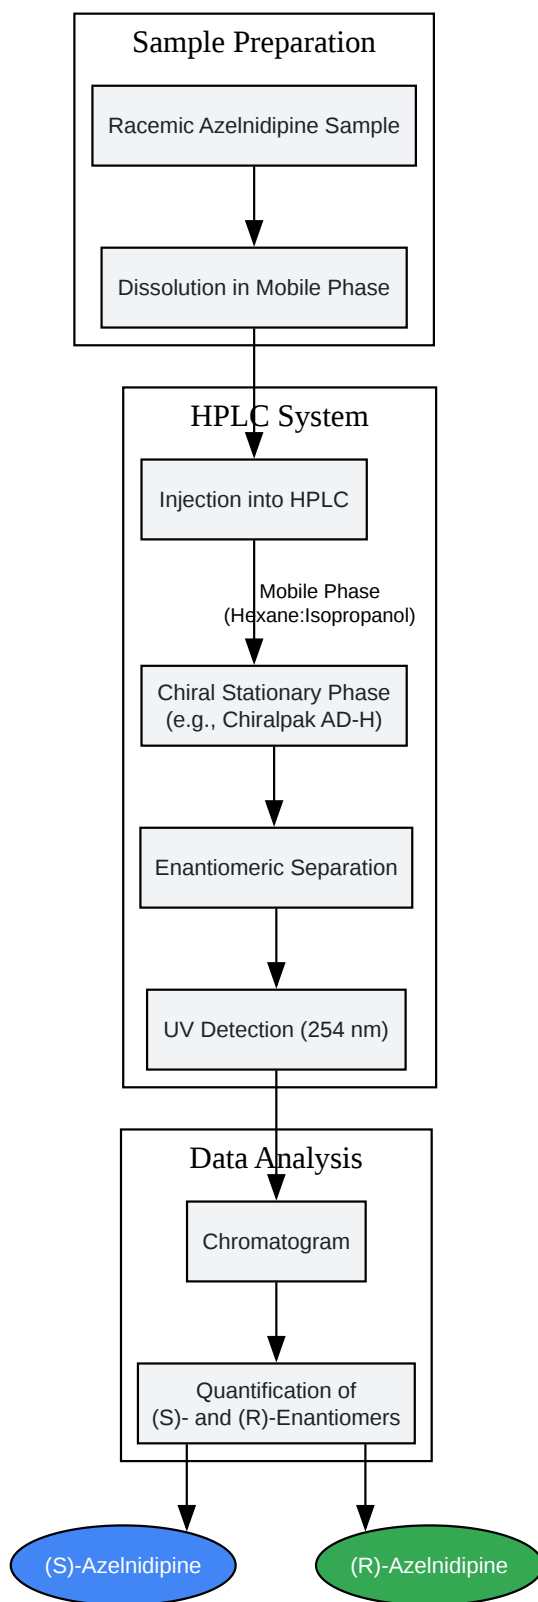 Sample Preparation
Racemic Azelnidipine Sample
Dissolution in Mobile Phase
HPLC System
Injection into HPLC
Mobile Phase
(Hexane:Isopropanol)
Chiral Stationary Phase
(e.g., Chiralpak AD-H)
Enantiomeric Separation
UV Detection (254 nm)
Data Analysis
Chromatogram
Quantification of
(S)- and (R)-Enantiomers
(S)-Azelnidipine
(R)-Azelnidipine